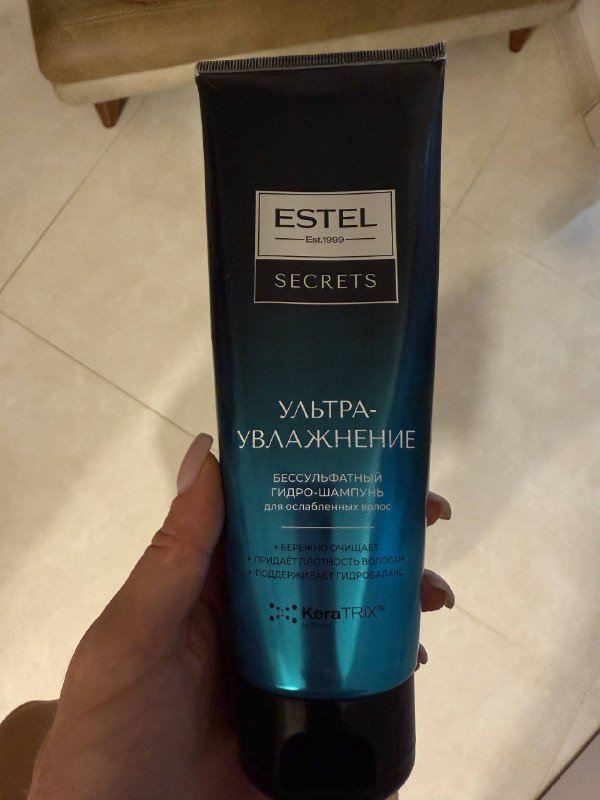 ESTEL
Est.1999
SECRETS
УЛЬТРА-
УВЛАЖНЕНИЕ
БЕССУЛЬФАТНЫЙ
ГИДРО-ШАМПУНЬ
для ослабленных волос
• БЕРЕЖНО ОЧИЩАЕТ
• ПРИДАЁТ ПЛОТНОСТЬ ВОЛОСАМ
• ПОДДЕРЖИВАЕТ ГИДРОБАЛАНС
KeraTRIX™